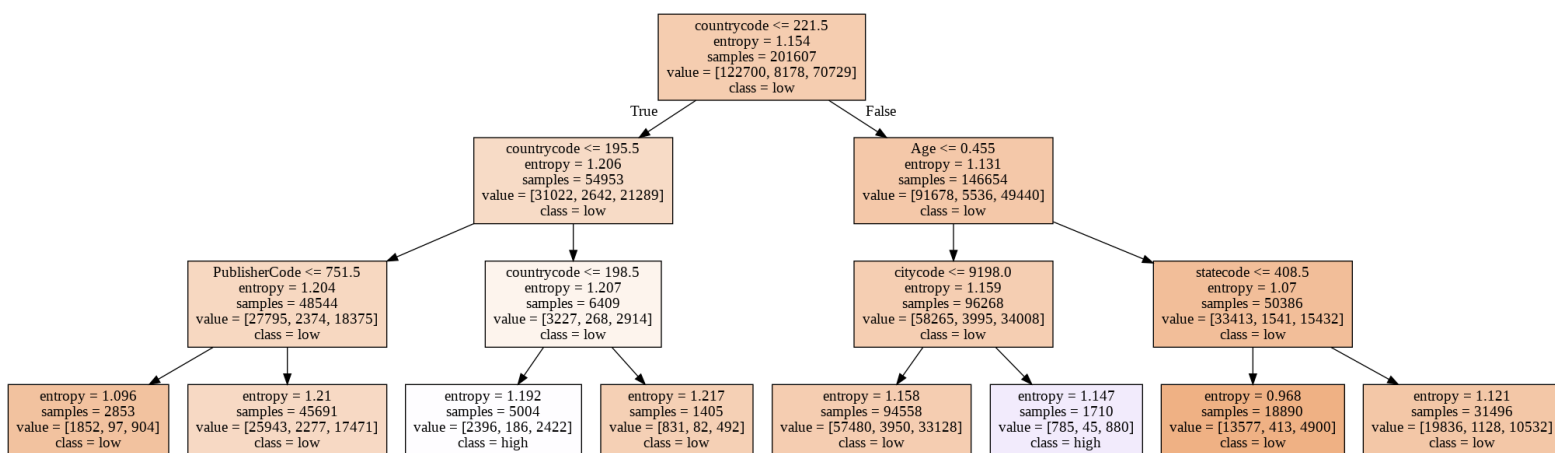 countrycode <= 221.5
entropy = 1.154
samples = 201607
value = [122700, 8178, 70729]
class = low
True
False
countrycode <= 195.5
entropy = 1.206
samples = 54953
value = [31022, 2642, 21289]
class = low
Age <= 0.455
entropy = 1.131
samples = 146654
value = [91678, 5536, 49440]
class = low
PublisherCode <= 751.5
entropy = 1.204
samples = 48544
value = [27795, 2374, 18375]
class = low
countrycode <= 198.5
entropy = 1.207
samples = 6409
value = [3227, 268, 2914]
class = low
citycode <= 9198.0
entropy = 1.159
samples = 96268
value = [58265, 3995, 34008]
class = low
statecode <= 408.5
entropy = 1.07
samples = 50386
value = [33413, 1541, 15432]
class = low
entropy = 1.096
samples = 2853
value = [1852, 97, 904]
class = low
entropy = 1.21
samples = 45691
value = [25943, 2277, 17471]
class = low
entropy = 1.192
samples = 5004
value = [2396, 186, 2422]
class = high
entropy = 1.217
samples = 1405
value = [831, 82, 492]
class = low
entropy = 1.158
samples = 94558
value = [57480, 3950, 33128]
class = low
entropy = 1.147
samples = 1710
value = [785, 45, 880]
class = high
entropy = 0.968
samples = 18890
value = [13577, 413, 4900]
class = low
entropy = 1.121
samples = 31496
value = [19836, 1128, 10532]
class = low